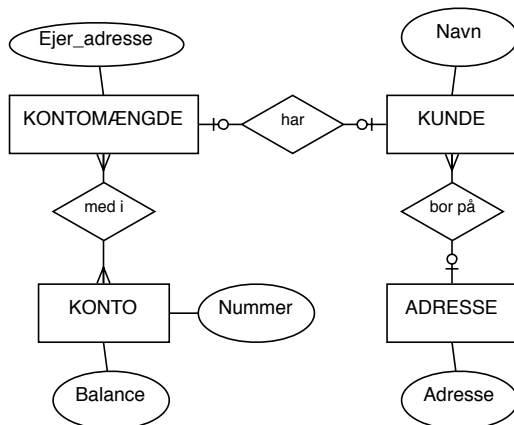 Ejer_adresse
Navn
KONTOMÆNGDE
har
KUNDE
med i
bor på
KONTO
Nummer
ADRESSE
Balance
Adresse